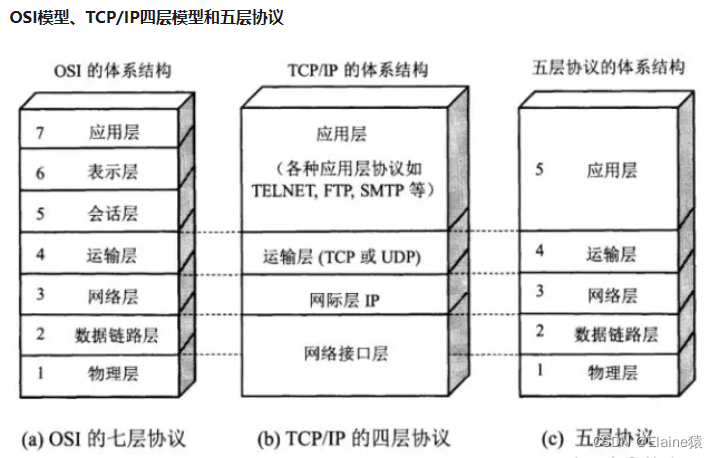 OSI模型、TCP/IP四层模型和五层协议
OSI 的体系结构
7 应用层
6 表示层
5 会话层
4 运输层
3 网络层
2 数据链路层
1 物理层
(a) OSI 的七层协议
TCP/IP 的体系结构
应用层
(各种应用层协议如
TELNET, FTP, SMTP 等)
运输层 (TCP 或 UDP)
网际层 IP
网络接口层
(b) TCP/IP 的四层协议
五层协议的体系结构
5 应用层
4 运输层
3 网络层
2 数据链路层
1 物理层
(c) 五层协议
CSDN @Elaine猿